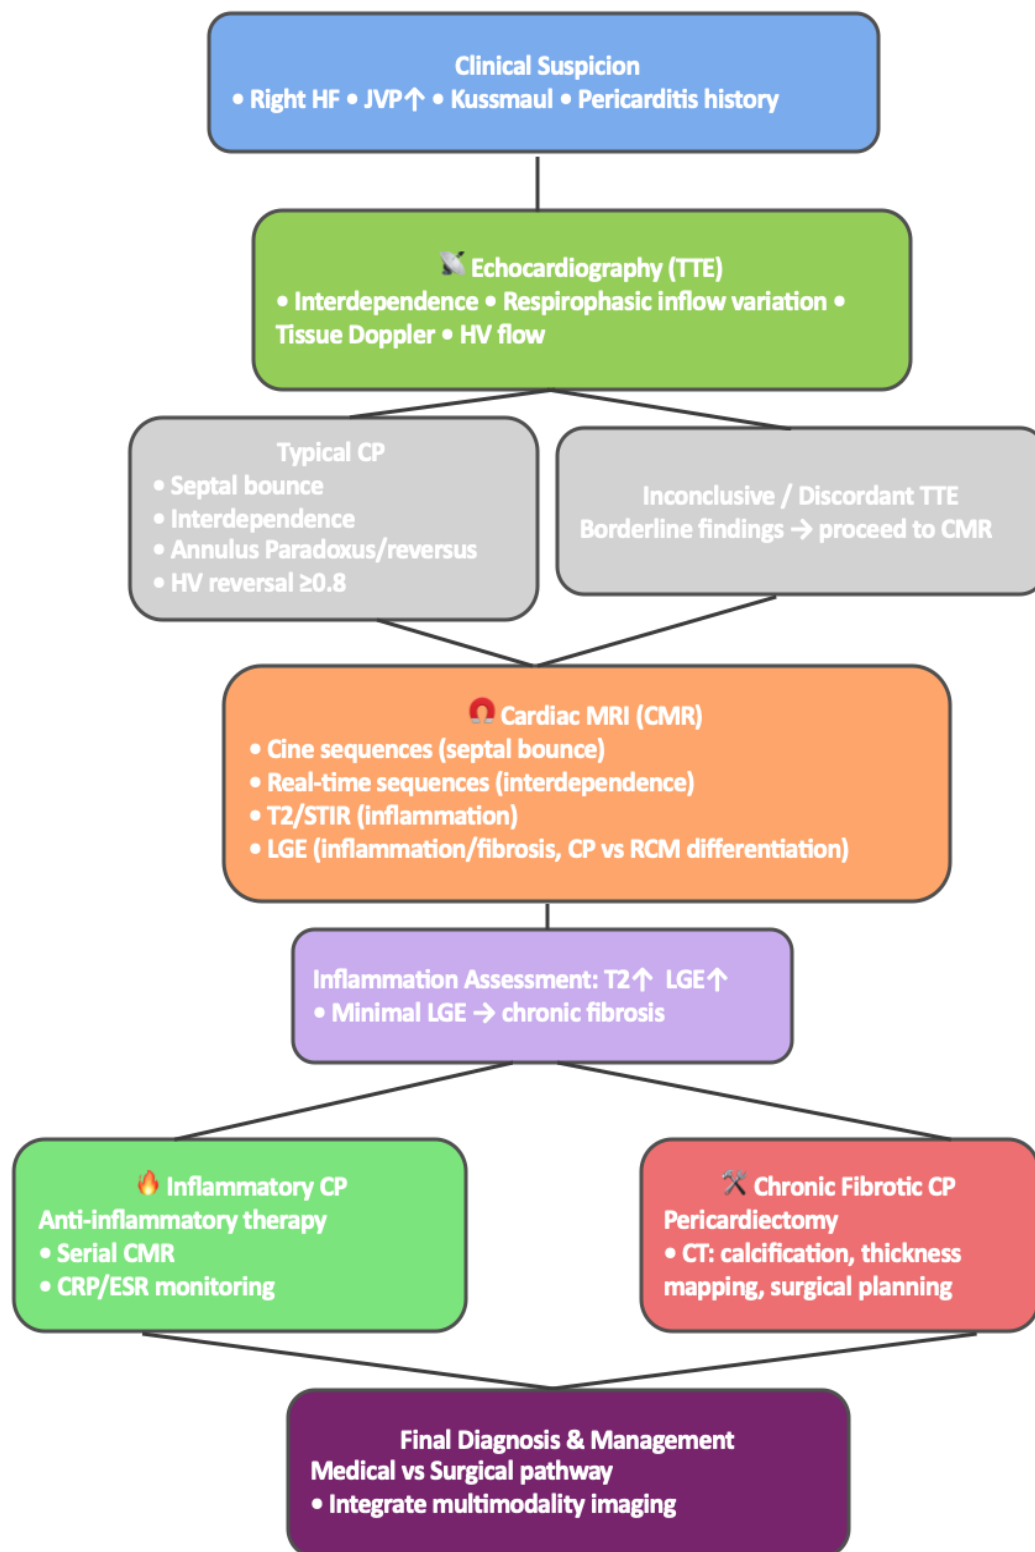 Clinical Suspicion
• Right HF • JVP↑ • Kussmaul • Pericarditis history
Echocardiography (TTE)
• Interdependence • Respirophasic inflow variation •
Tissue Doppler • HV flow
Typical CP
• Septal bounce
• Interdependence
• Annulus Paradoxus/reversus
• HV reversal ≥0.8
Inconclusive / Discordant TTE
Borderline findings → proceed to CMR
Cardiac MRI (CMR)
• Cine sequences (septal bounce)
• Real-time sequences (interdependence)
• T2/STIR (inflammation)
• LGE (inflammation/fibrosis, CP vs RCM differentiation)
Inflammation Assessment: T2↑ LGE↑
• Minimal LGE → chronic fibrosis
Inflammatory CP
Anti-inflammatory therapy
• Serial CMR
• CRP/ESR monitoring
Chronic Fibrotic CP
Pericardiectomy
• CT: calcification, thickness
mapping, surgical planning
Final Diagnosis & Management
Medical vs Surgical pathway
• Integrate multimodality imaging